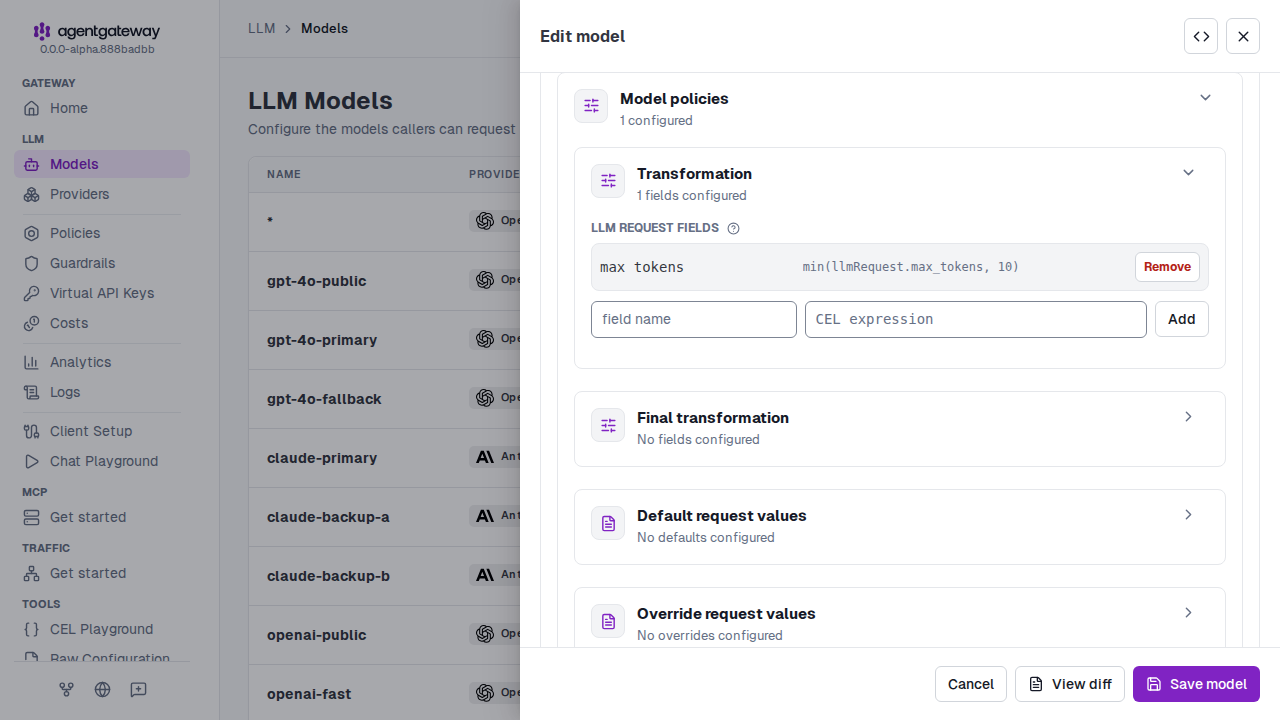 agentgateway
0.0.0-alpha.888badbb
GATEWAY
Home
LLM
Models
Providers
Policies
Guardrails
Virtual API Keys
Costs
Analytics
Logs
Client Setup
Chat Playground
MCP
Get started
TRAFFIC
Get started
TOOLS
CEL Playground
Raw Configuration
LLM > Models
LLM Models
Configure the models callers can request
NAME PROVIDE
*
gpt-4o-public
gpt-4o-primary
gpt-4o-fallback
claude-primary
claude-backup-a
claude-backup-b
openai-public
openai-fast
Edit model
Model policies
1 configured
Transformation
1 fields configured
LLM REQUEST FIELDS
max tokens min(llmRequest.max_tokens, 10) Remove
field name CEL expression Add
Final transformation
No fields configured
Default request values
No defaults configured
Override request values
No overrides configured
Cancel View diff Save model